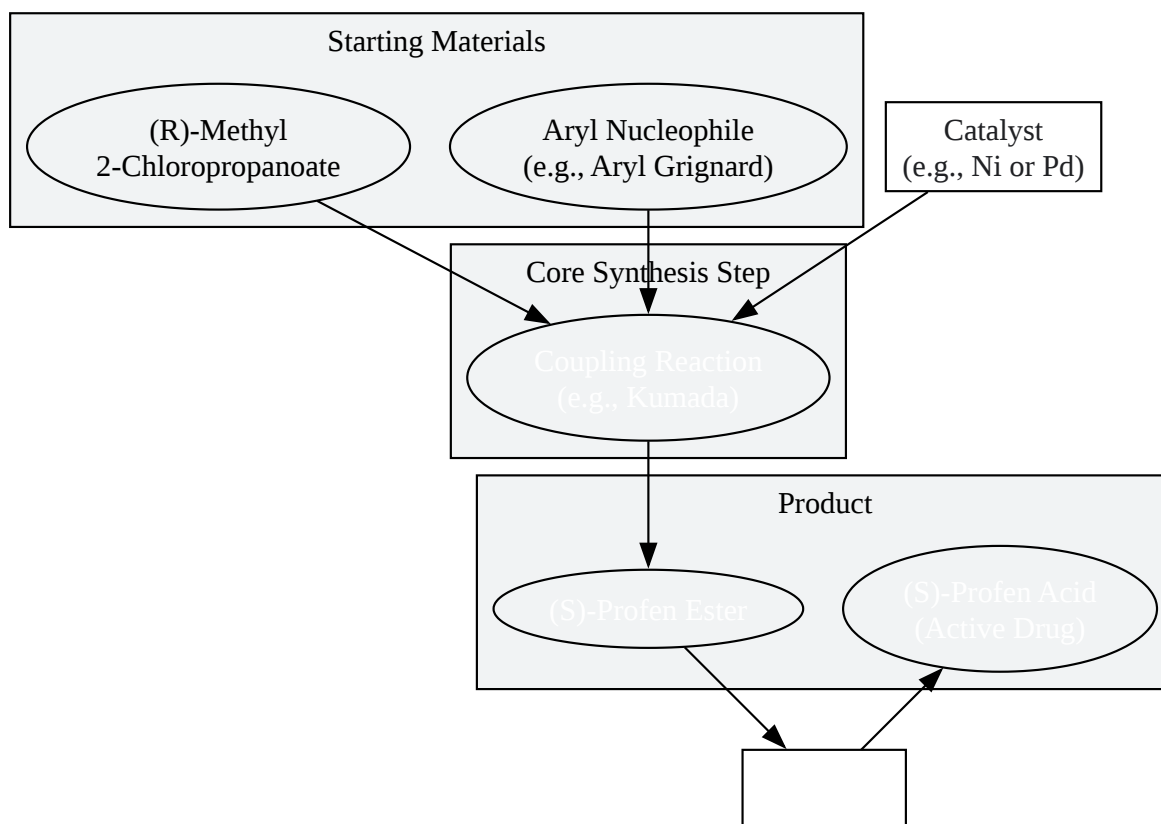 Starting Materials
(R)-Methyl
2-Chloropropanoate
Aryl Nucleophile
(e.g., Aryl Grignard)
Catalyst
(e.g., Ni or Pd)
Core Synthesis Step
Coupling Reaction
(e.g., Kumada)
Product
(S)-Profen Ester
(S)-Profen Acid
(Active Drug)